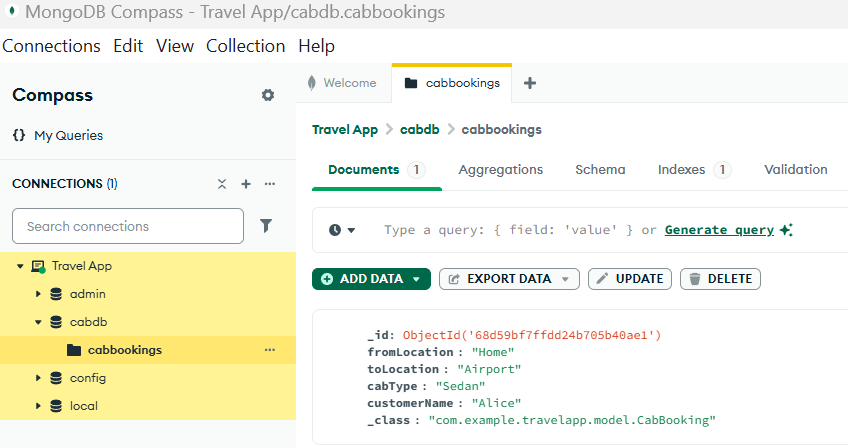 MongoDB Compass - Travel App/cabdb.cabbookings
Connections Edit View Collection Help
Compass
{} My Queries
CONNECTIONS (1)
Search connections
Travel App
admin
cabdb
cabbookings
config
local
Welcome
cabbookings
Travel App > cabdb > cabbookings
Documents 1 Aggregations Schema Indexes 1 Validation
Type a query: { field: 'value' } or Generate query
ADD DATA EXPORT DATA UPDATE DELETE
_id: ObjectId('68d59bf7ffdd24b705b40ae1')
fromLocation : "Home"
toLocation : "Airport"
cabType : "Sedan"
customerName : "Alice"
_class : "com.example.travelapp.model.CabBooking"